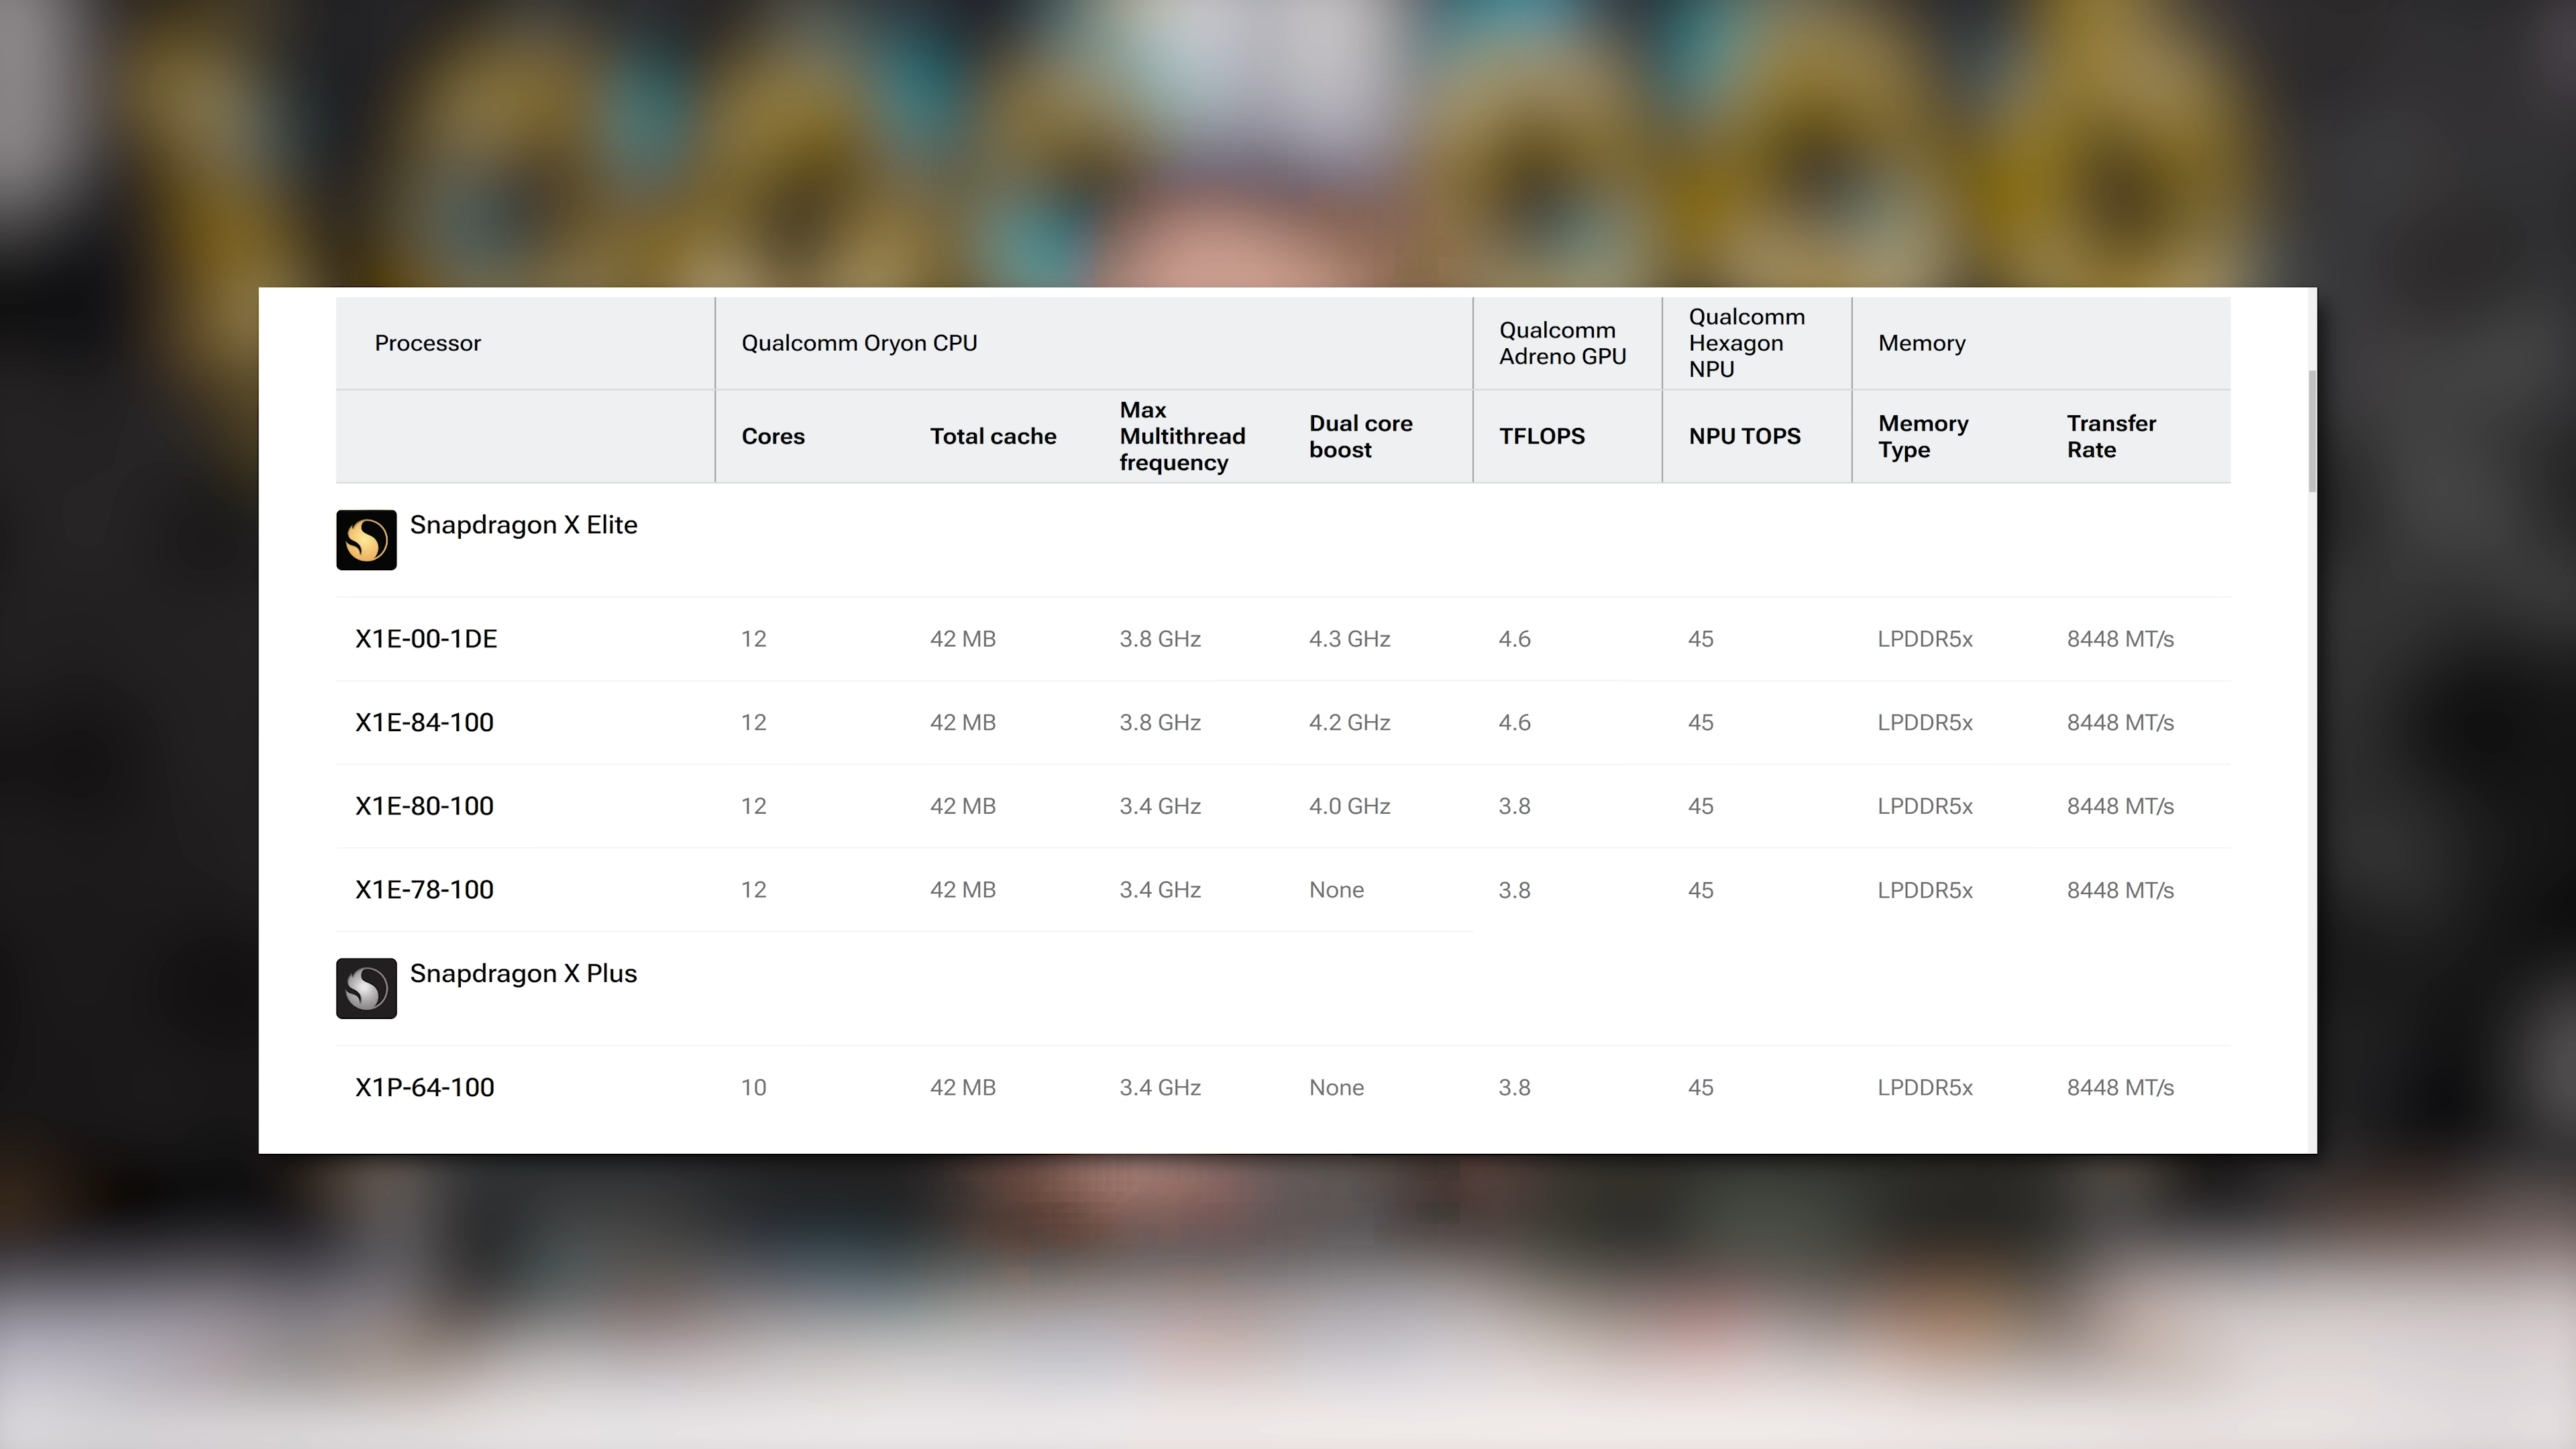 Processor Qualcomm Oryon CPU Qualcomm Adreno GPU Qualcomm Hexagon NPU Memory
Cores Total cache Max Multithread frequency Dual core boost TFLOPS NPU TOPS Memory Type Transfer Rate
Snapdragon X Elite
X1E-00-1DE 12 42 MB 3.8 GHz 4.3 GHz 4.6 45 LPDDR5x 8448 MT/s
X1E-84-100 12 42 MB 3.8 GHz 4.2 GHz 4.6 45 LPDDR5x 8448 MT/s
X1E-80-100 12 42 MB 3.4 GHz 4.0 GHz 3.8 45 LPDDR5x 8448 MT/s
X1E-78-100 12 42 MB 3.4 GHz None 3.8 45 LPDDR5x 8448 MT/s
Snapdragon X Plus
X1P-64-100 10 42 MB 3.4 GHz None 3.8 45 LPDDR5x 8448 MT/s